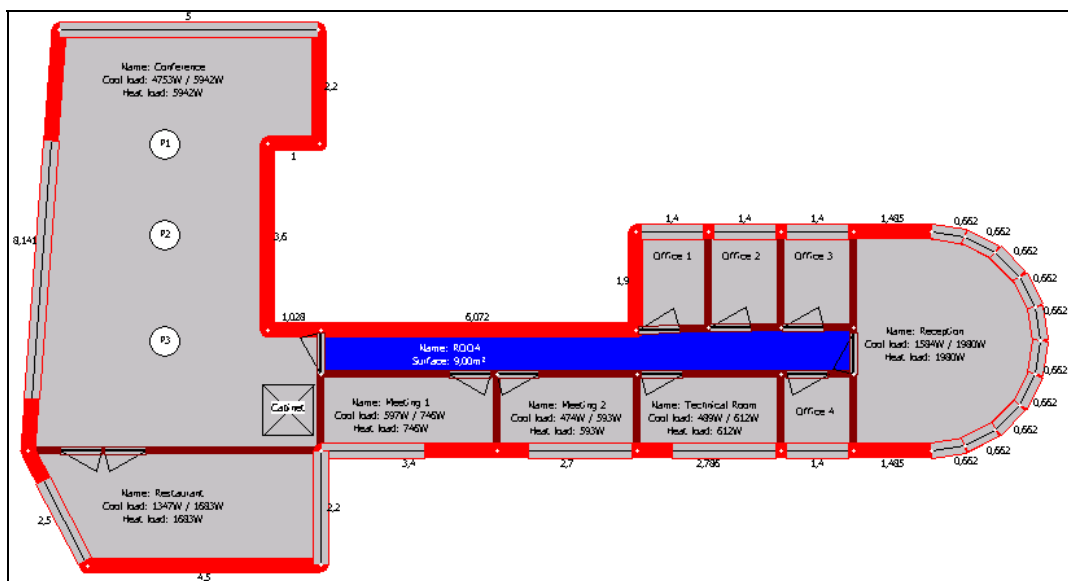 5
Name: Conference
Cool load: 4753W / 5942W
Heat load: 5942W
2,2
P1
1
P2
8,141
3,6
P3
1,028
6,072
1,9
1,4
1,4
1,4
1,485
0,662
0,662
0,662
0,662
0,662
0,662
0,662
0,662
0,662
0,662
Office 1
Office 2
Office 3
Name: Reception
Cool load: 1584W / 1980W
Heat load: 1980W
Name: ROO4
Surface: 9,00m²
Cabinet
Name: Meeting 1
Cool load: 597W / 746W
Heat load: 746W
Name: Meeting 2
Cool load: 474W / 593W
Heat load: 593W
Name: Technical Room
Cool load: 489W / 612W
Heat load: 612W
Office 4
3,4
2,7
2,786
1,4
1,485
Name: Restaurant
Cool load: 1347W / 1683W
Heat load: 1683W
2,5
2,2
4,5